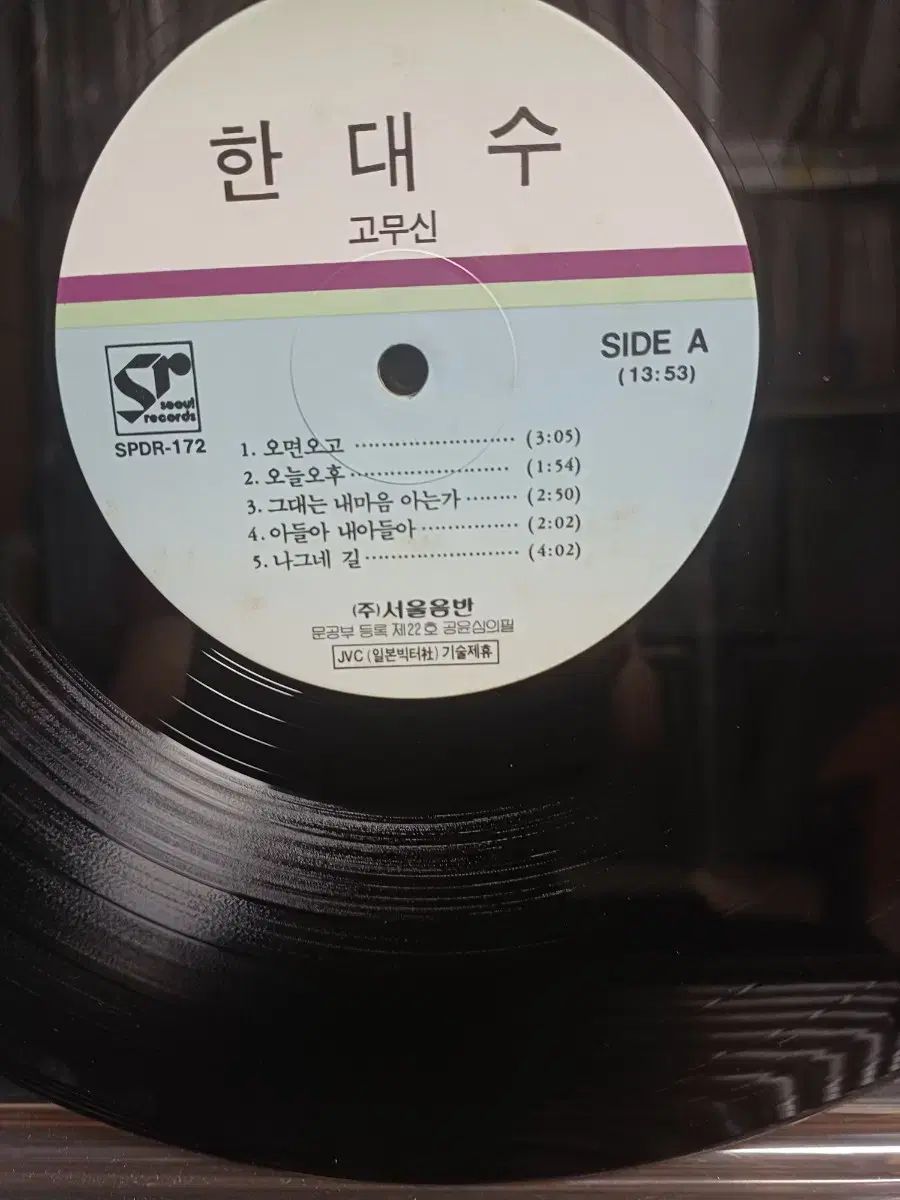 한 대 수
고무신
SIDE A
(13:53)
Sr
seoul
records
SPDR-172
1. 오면오고 ························ (3:05)
2. 오늘오후 ························ (1:54)
3. 그대는 내마음 아는가 ········ (2:50)
4. 아들아 내아들아 ··············· (2:02)
5. 나그네 길 ························ (4:02)
(주)서울음반
문공부 등록 제22호 공윤심의필
JVC (일본빅터社) 기술제휴